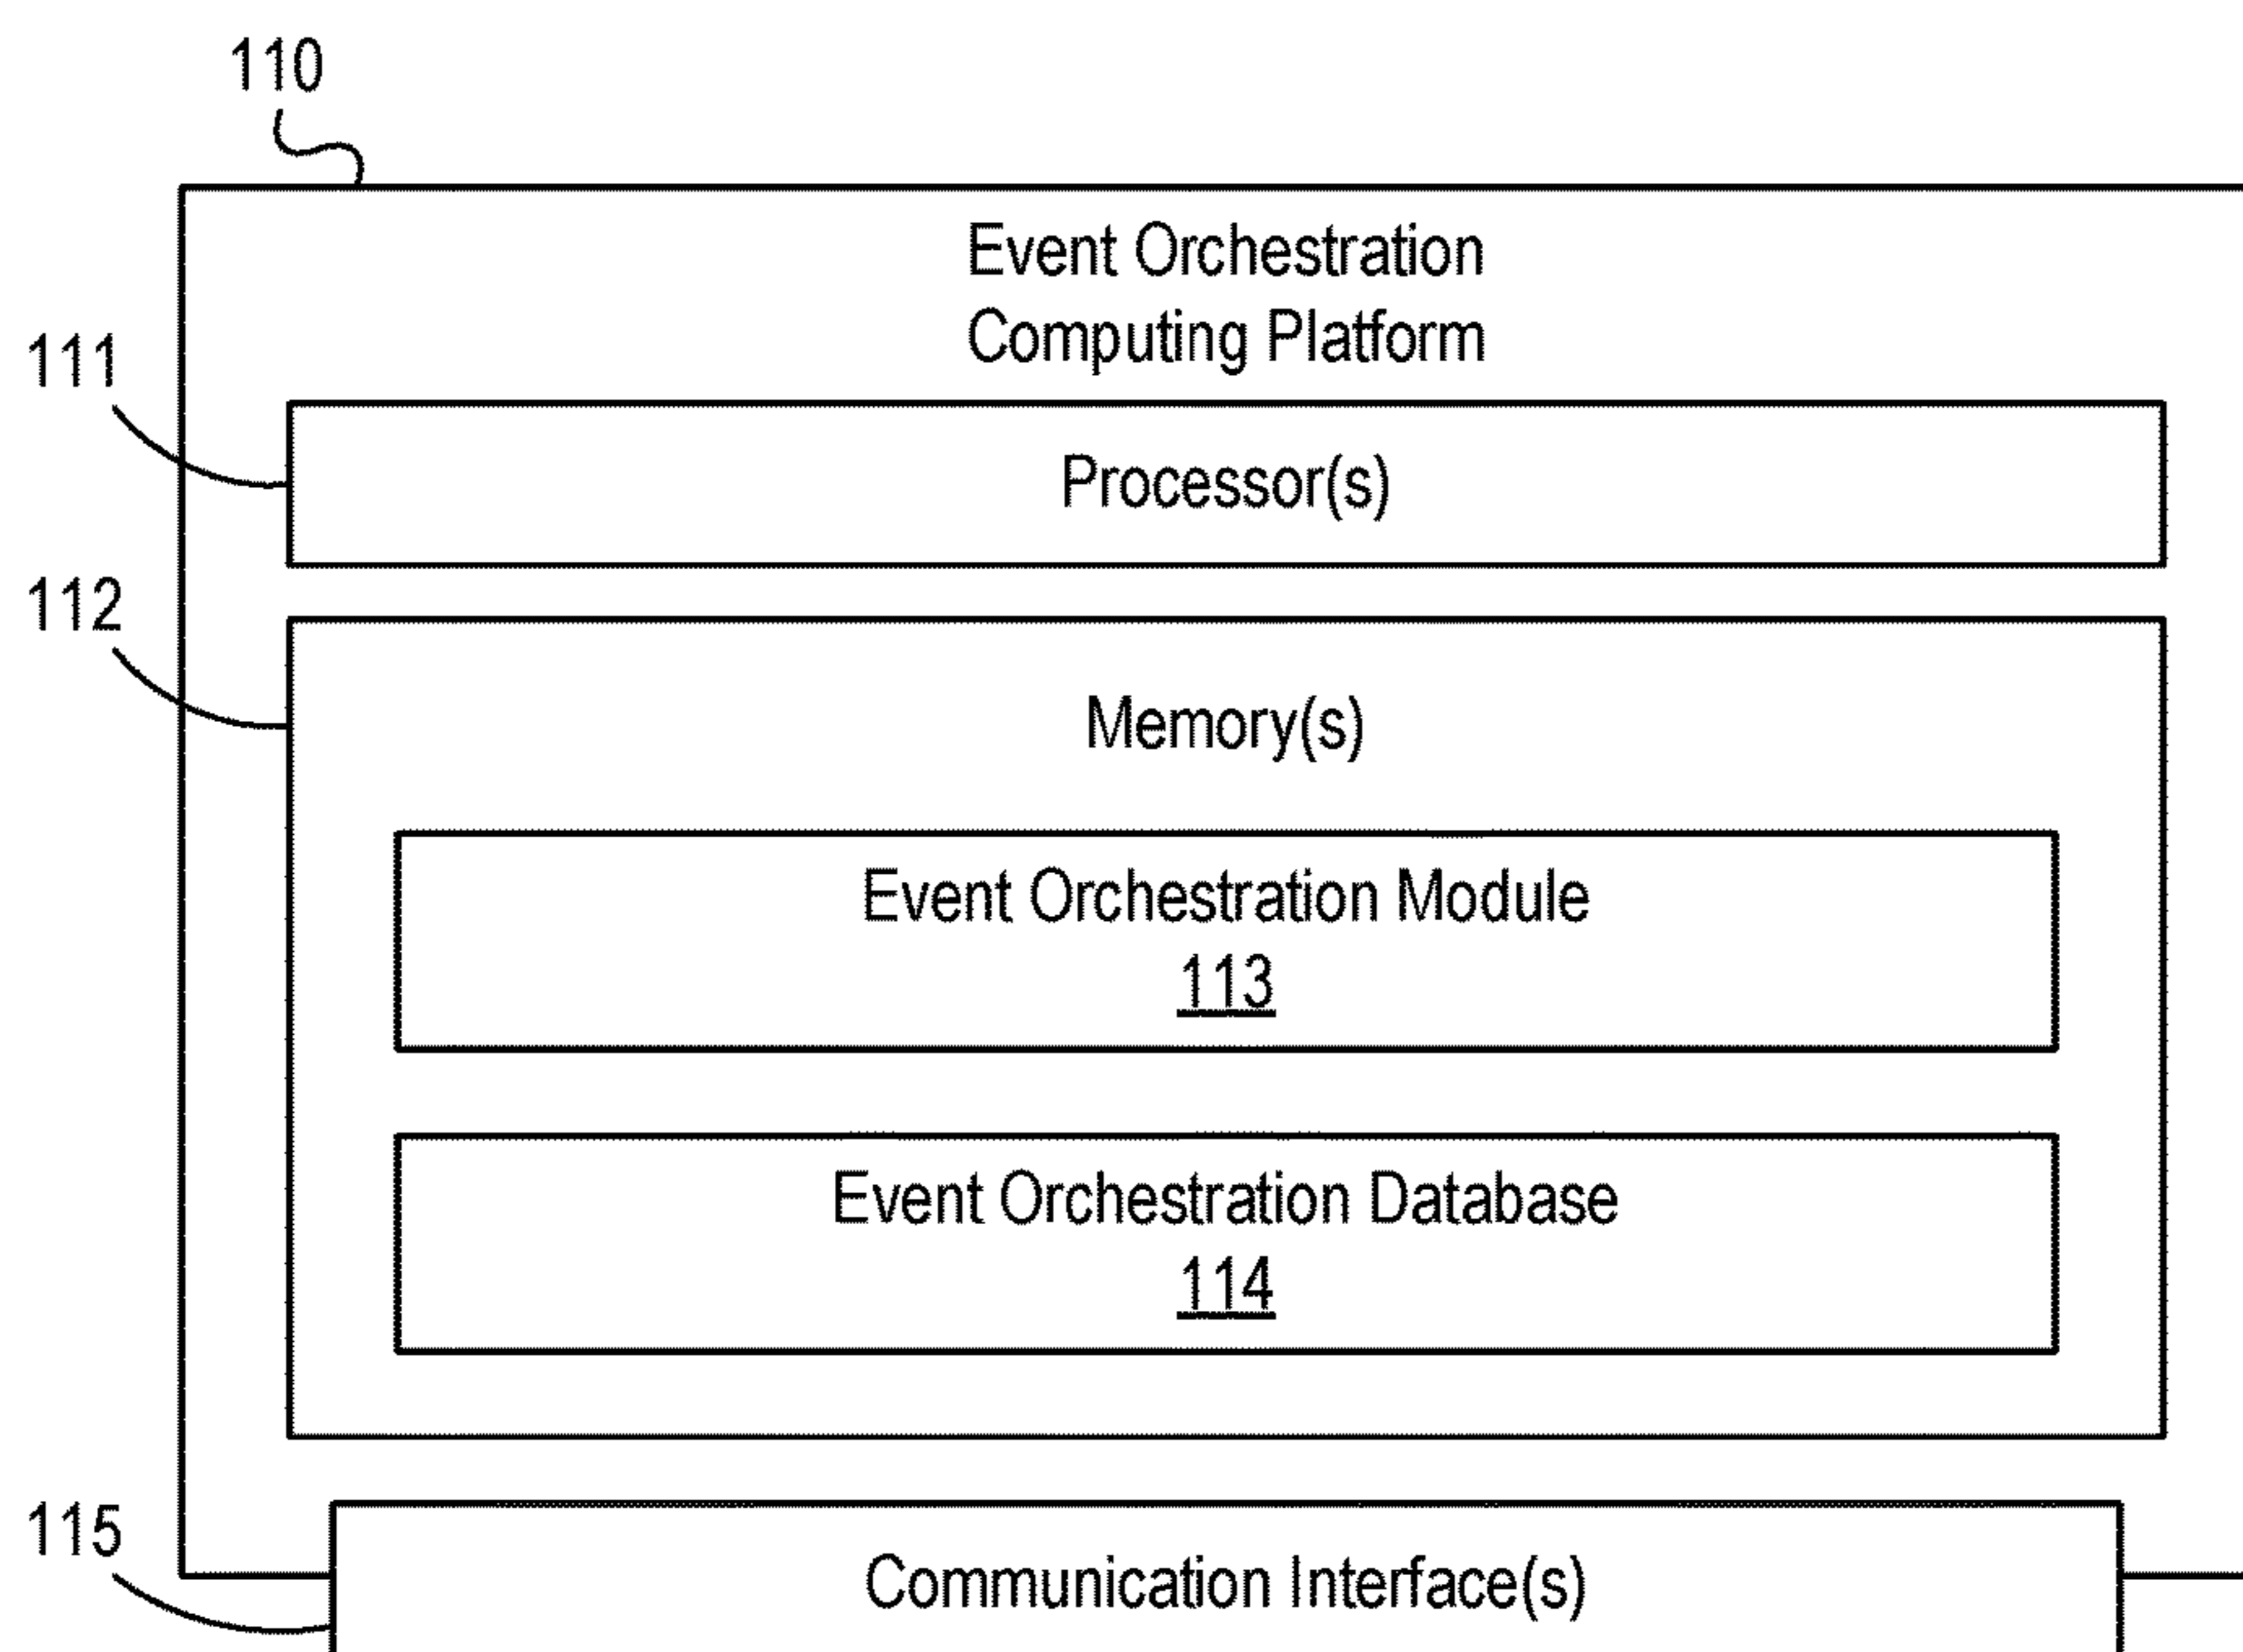 110
Event Orchestration
Computing Platform
111
Processor(s)
112
Memory(s)
Event Orchestration Module
113
Event Orchestration Database
114
115
Communication Interface(s)